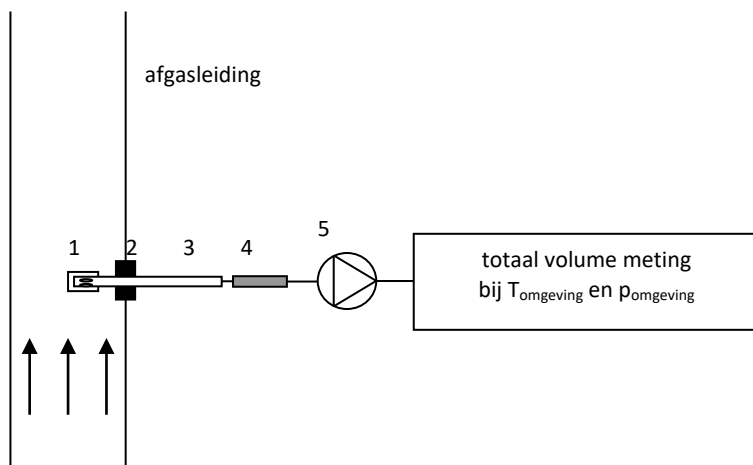 afgasleiding
1 2 3 4 5
totaal volume meting
bij Tomgeving en pomgeving